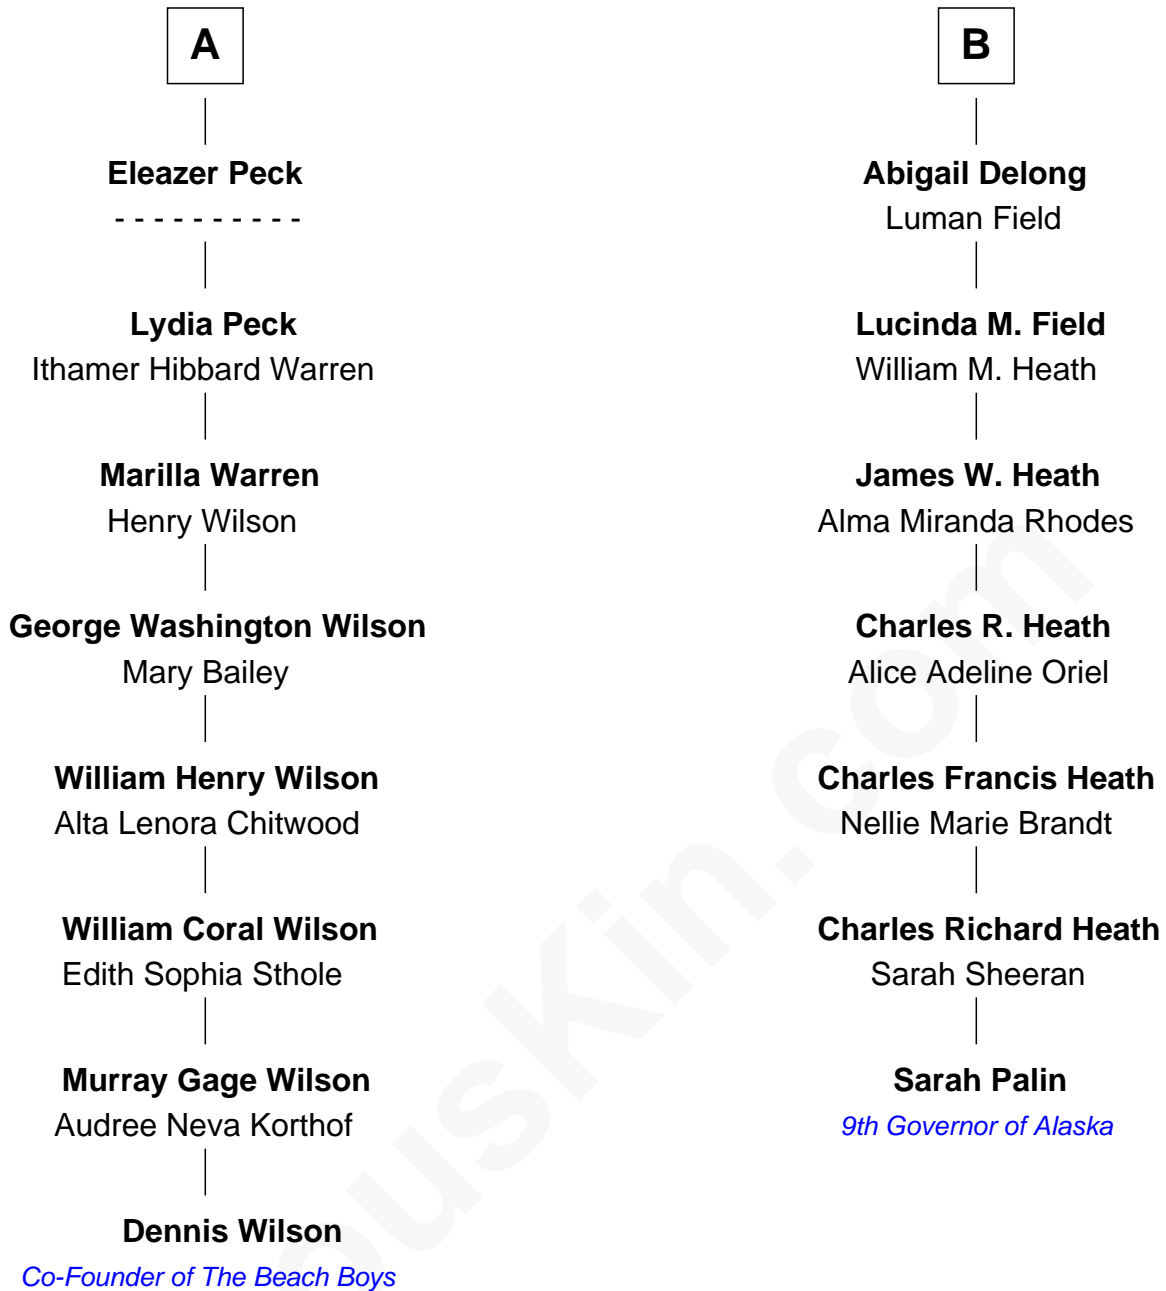 A
Eleazer Peck
- - - - - - - - - -
Lydia Peck
Ithamer Hibbard Warren
Marilla Warren
Henry Wilson
George Washington Wilson
Mary Bailey
William Henry Wilson
Alta Lenora Chitwood
William Coral Wilson
Edith Sophia Sthole
Murray Gage Wilson
Audree Neva Korthof
Dennis Wilson
Co-Founder of The Beach Boys
B
Abigail Delong
Luman Field
Lucinda M. Field
William M. Heath
James W. Heath
Alma Miranda Rhodes
Charles R. Heath
Alice Adeline Oriel
Charles Francis Heath
Nellie Marie Brandt
Charles Richard Heath
Sarah Sheeran
Sarah Palin
9th Governor of Alaska
ousKin.com